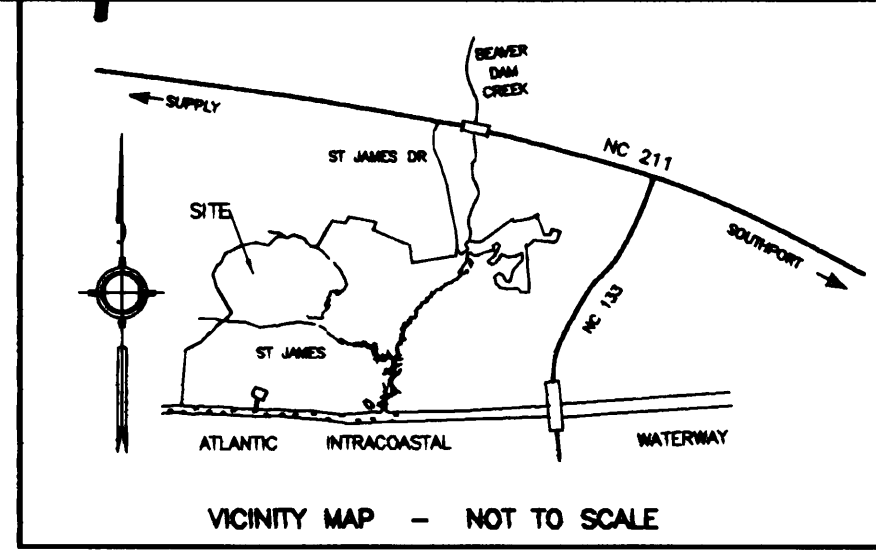 BEAVER
DAM
CREEK
SUPPLY
ST JAMES DR
NC 211
SITE
SOUTHPORT
NC 133
ST JAMES
ATLANTIC INTRACOASTAL WATERWAY
VICINITY MAP - NOT TO SCALE